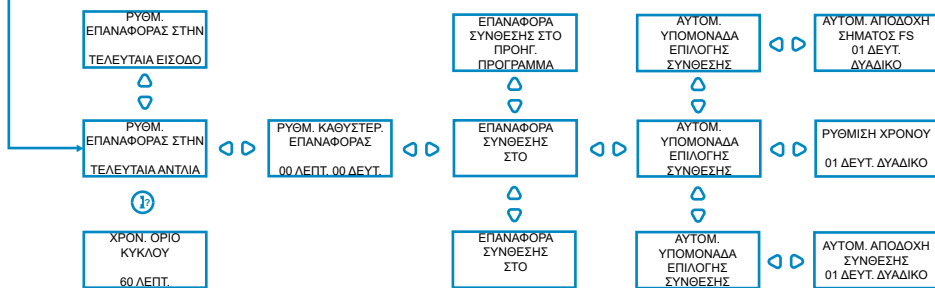 ΡΥΘΜ.
ΕΠΑΝΑΦΟΡΑΣ ΣΤΗΝ
ΤΕΛΕΥΤΑΙΑ ΕΙΣΟΔΟ
ΕΠΑΝΑΦΟΡΑ
ΣΥΝΘΕΣΗΣ ΣΤΟ
ΠΡΟΗΓ.
ΠΡΟΓΡΑΜΜΑ
ΑΥΤΟΜ.
ΥΠΟΜΟΝΑΔΑ
ΕΠΙΛΟΓΗΣ
ΣΥΝΘΕΣΗΣ
ΑΥΤΟΜ. ΑΠΟΔΟΧΗ
ΣΗΜΑΤΟΣ FS
01 ΔΕΥΤ.
ΔΥΑΔΙΚΟ
ΡΥΘΜ.
ΕΠΑΝΑΦΟΡΑΣ ΣΤΗΝ
ΤΕΛΕΥΤΑΙΑ ΑΝΤΛΙΑ
ΡΥΘΜ. ΚΑΘΥΣΤΕΡ.
ΕΠΑΝΑΦΟΡΑΣ
00 ΛΕΠΤ. 00 ΔΕΥΤ.
ΕΠΑΝΑΦΟΡΑ
ΣΥΝΘΕΣΗΣ
ΣΤΟ
ΑΥΤΟΜ.
ΥΠΟΜΟΝΑΔΑ
ΕΠΙΛΟΓΗΣ
ΣΥΝΘΕΣΗΣ
ΡΥΘΜΙΣΗ ΧΡΟΝΟΥ
01 ΔΕΥΤ. ΔΥΑΔΙΚΟ
1?
ΧΡΟΝ. ΟΡΙΟ
ΚΥΚΛΟΥ
60 ΛΕΠΤ.
ΕΠΑΝΑΦΟΡΑ
ΣΥΝΘΕΣΗΣ
ΣΤΟ
ΑΥΤΟΜ.
ΥΠΟΜΟΝΑΔΑ
ΕΠΙΛΟΓΗΣ
ΣΥΝΘΕΣΗΣ
ΑΥΤΟΜ. ΑΠΟΔΟΧΗ
ΣΥΝΘΕΣΗΣ
01 ΔΕΥΤ. ΔΥΑΔΙΚΟ